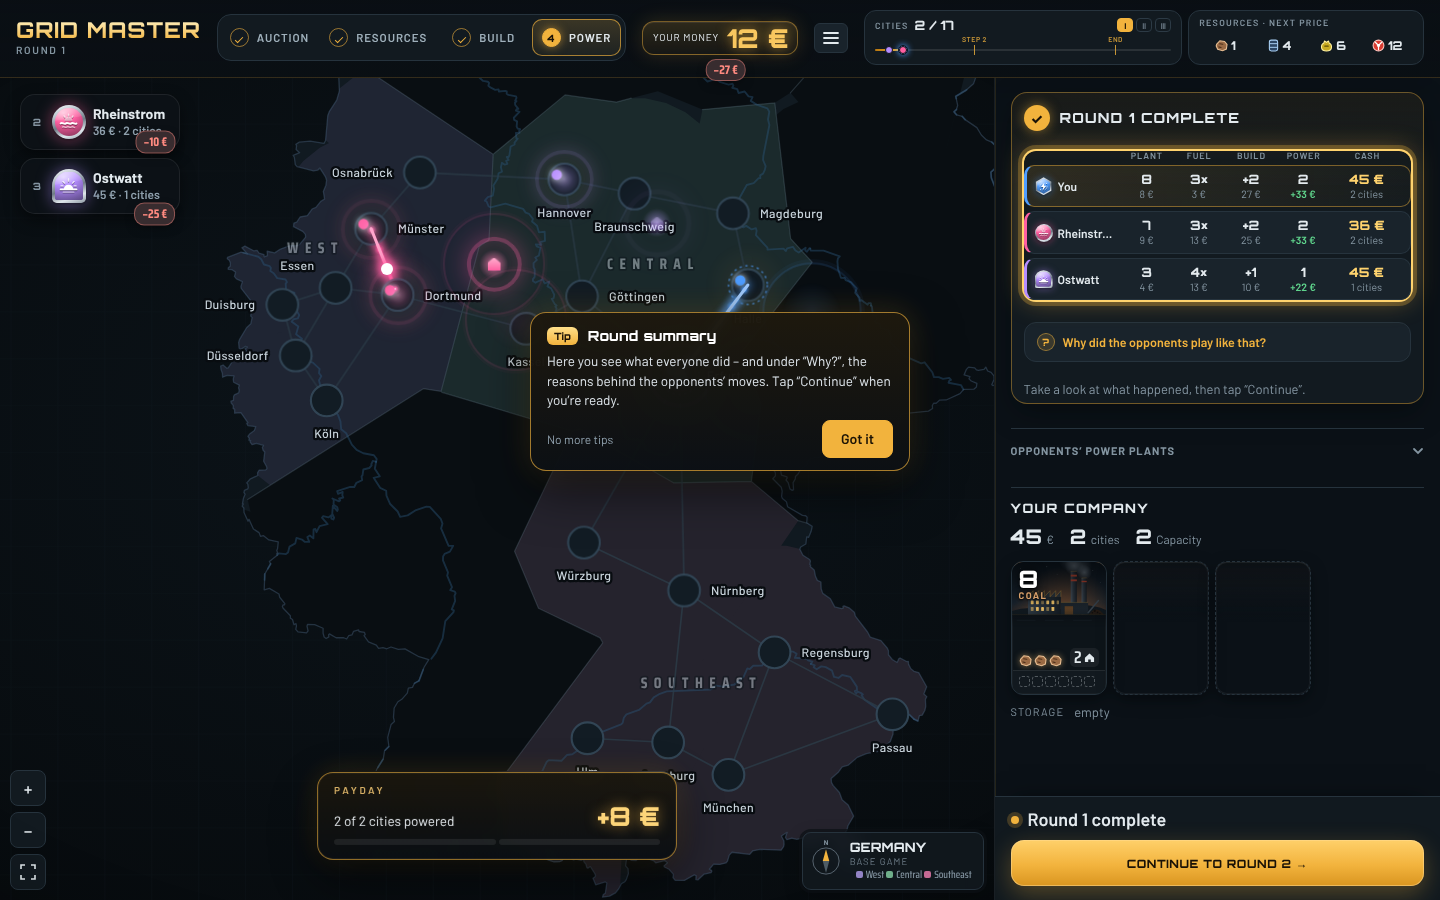 GRID MASTER
ROUND 1
AUCTION
RESOURCES
BUILD
4 POWER
YOUR MONEY 12 €
-27 €
CITIES 2 / 17
I II III
STEP 2
END
RESOURCES · NEXT PRICE
1 4 6 12
2 Rheinstrom
36 € · 2 cities
-10 €
3 Ostwatt
45 € · 1 cities
-25 €
Osnabrück
Hannover
Braunschweig
Magdeburg
Münster
WEST
Essen
CENTRAL
Duisburg
Dortmund
Göttingen
Düsseldorf
Kas
Köln
Tip Round summary
Here you see what everyone did – and under “Why?”, the
reasons behind the opponents’ moves. Tap “Continue” when
you’re ready.
No more tips
Got it
Würzburg
Nürnberg
Regensburg
SOUTHEAST
Passau
Ulm
burg
München
PAYDAY
2 of 2 cities powered
+8 €
+
−
N
GERMANY
BASE GAME
West Central Southeast
ROUND 1 COMPLETE
PLANT FUEL BUILD POWER CASH
You 8 3x +2 2 45 €
8 € 3 € 27 € +33 € 2 cities
Rheinstr... 7 3x +2 2 36 €
9 € 13 € 25 € +33 € 2 cities
Ostwatt 3 4x +1 1 45 €
4 € 13 € 10 € +22 € 1 cities
? Why did the opponents play like that?
Take a look at what happened, then tap “Continue”.
OPPONENTS’ POWER PLANTS
YOUR COMPANY
45 € 2 cities 2 Capacity
8
COAL
2
STORAGE empty
Round 1 complete
CONTINUE TO ROUND 2 →